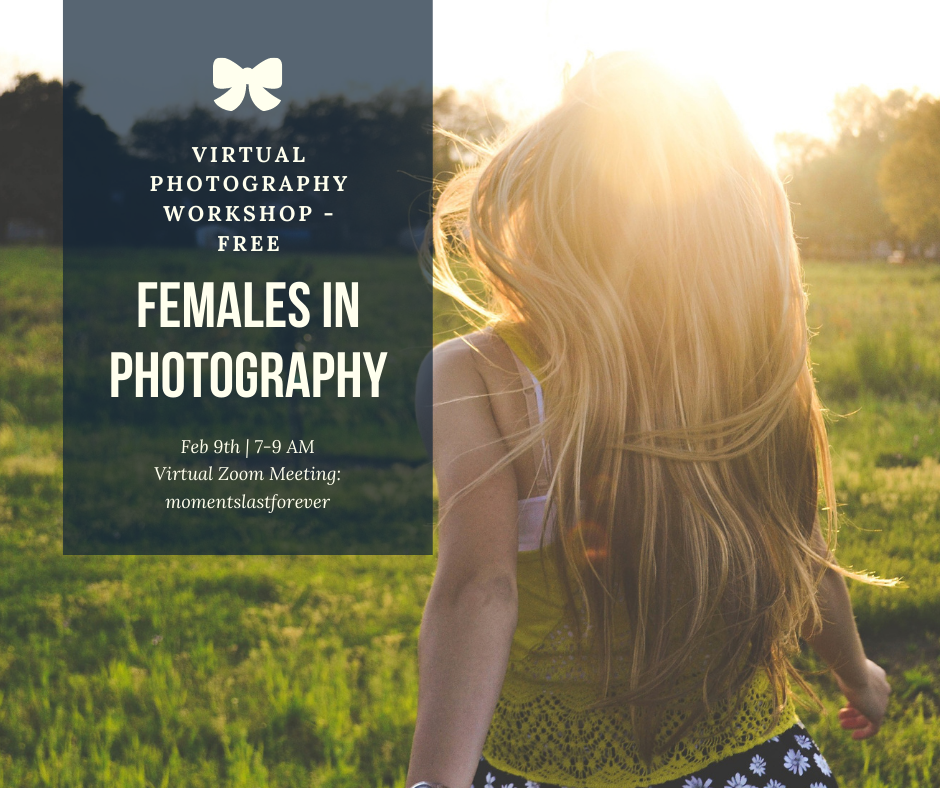 VIRTUAL
PHOTOGRAPHY
WORKSHOP -
FREE
FEMALES IN
PHOTOGRAPHY
Feb 9th | 7-9 AM
Virtual Zoom Meeting:
momentslastforever